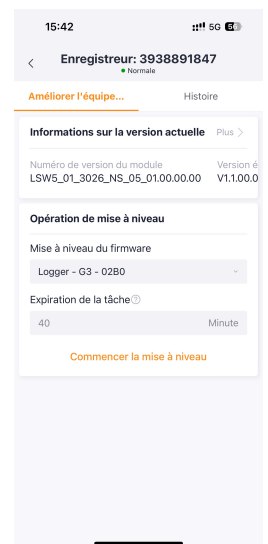 15:42
5G 56
Enregistreur: 3938891847
Normale
Améliorer l'équipe...
Histoire
Informations sur la version actuelle
Plus >
Numéro de version du module
Version é
LSW5_01_3026_NS_05_01.00.00.00
V1.1.00.0
Opération de mise à niveau
Mise à niveau du firmware
Logger - G3 - 02B0
Expiration de la tâche?
40
Minute
Commencer la mise à niveau